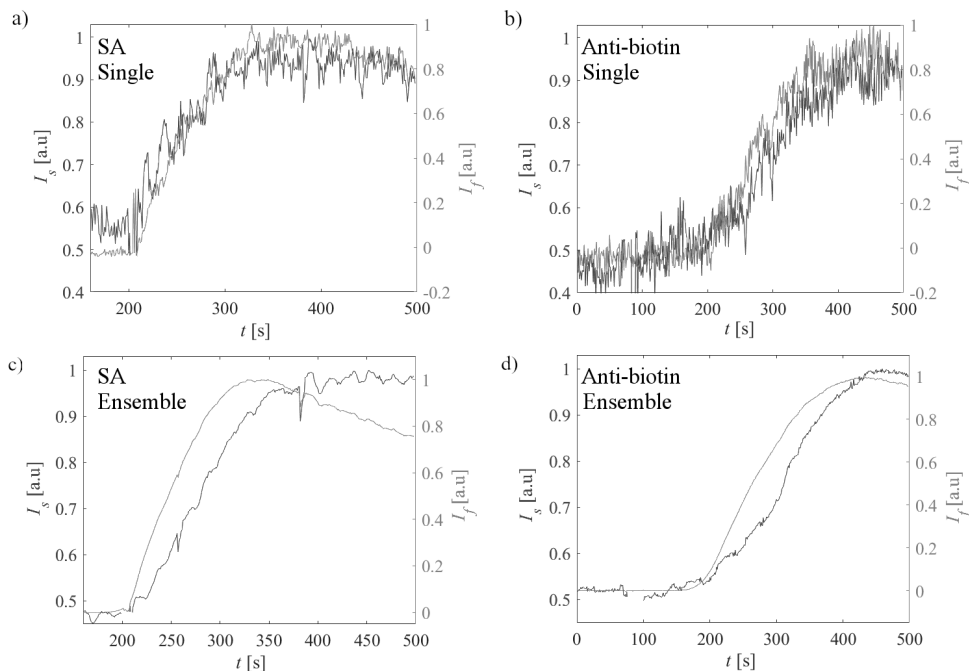 a)
SA
Single
1
0.9
0.8
0.7
0.6
0.5
0.4
I_s [a.u]
1
0.8
0.6
0.4
0.2
0
-0.2
I_f [a.u]
200 300 400 500
t [s]
b)
Anti-biotin
Single
1
0.9
0.8
0.7
0.6
0.5
0.4
I_s [a.u]
1
0.8
0.6
0.4
0.2
0
-0.2
I_f [a.u]
0 100 200 300 400 500
t [s]
c)
SA
Ensemble
1
0.9
0.8
0.7
0.6
0.5
I_s [a.u]
1
0.8
0.6
0.4
0.2
0
I_f [a.u]
200 250 300 350 400 450 500
t [s]
d)
Anti-biotin
Ensemble
1
0.9
0.8
0.7
0.6
0.5
I_s [a.u]
1
0.8
0.6
0.4
0.2
0
I_f [a.u]
0 100 200 300 400 500
t [s]